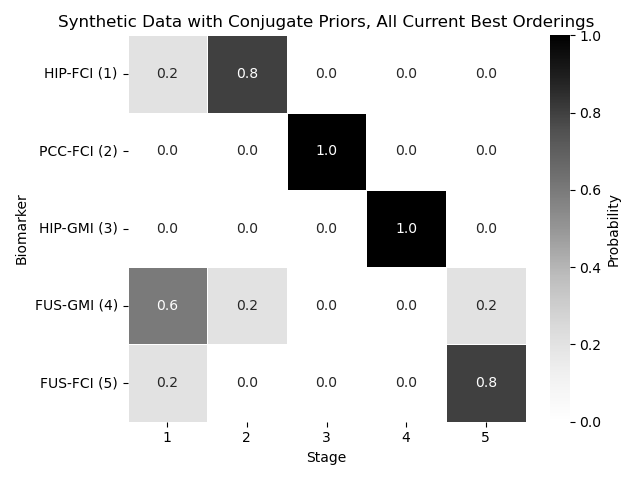 Synthetic Data with Conjugate Priors, All Current Best Orderings
HIP-FCI (1) 0.2 0.8 0.0 0.0 0.0
PCC-FCI (2) 0.0 0.0 1.0 0.0 0.0
HIP-GMI (3) 0.0 0.0 0.0 1.0 0.0
FUS-GMI (4) 0.6 0.2 0.0 0.0 0.2
FUS-FCI (5) 0.2 0.0 0.0 0.0 0.8
1 2 3 4 5
Stage
Biomarker
1.0
0.8
0.6
0.4
0.2
0.0
Probability